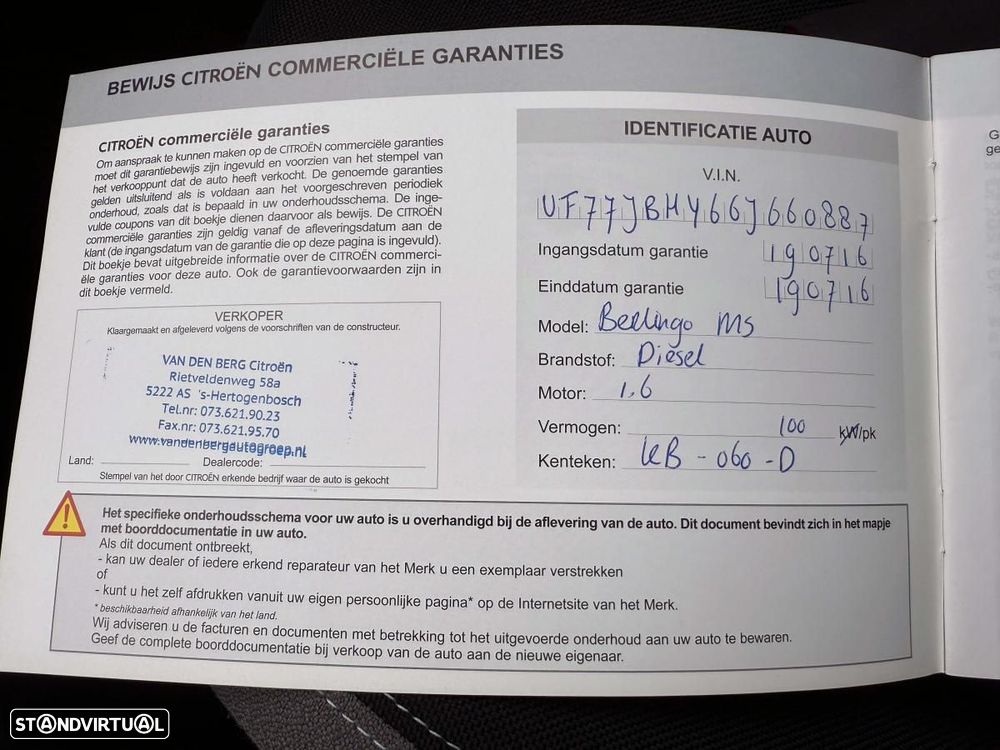 BEWIJS CITROËN COMMERCIËLE GARANTIES
CITROËN commerciële garanties
Om aanspraak te kunnen maken op de CITROËN commerciële garanties
moet dit garantiebewijs zijn ingevuld en voorzien van het stempel van
het verkooppunt dat de auto heeft verkocht. De genoemde garanties
gelden uitsluitend als is voldaan aan het voorgeschreven periodiek
onderhoud, zoals dat is bepaald in uw onderhoudsschema. De inge-
vulde coupons van dit boekje dienen daarvoor als bewijs. De CITROËN
commerciële garanties zijn geldig vanaf de afleveringsdatum aan de
klant (de ingangsdatum van de garantie die op deze pagina is ingevuld).
Dit boekje bevat uitgebreide informatie over de CITROËN commerci-
ële garanties voor deze auto. Ook de garantievoorwaarden zijn in
dit boekje vermeld.
VERKOPER
Klaargemaakt en afgeleverd volgens de voorschriften van de constructeur.
VAN DEN BERG Citroën
Rietveldenweg 58a
5222 AS 's-Hertogenbosch
Tel.nr: 073.621.90.23
Fax.nr: 073.621.95.70
www.vandenbergautogroep.nl
Land: Dealercode:
Stempel van het door CITROËN erkende bedrijf waar de auto is gekocht
IDENTIFICATIE AUTO
V.I.N.
VF77JBHY66J660887
Ingangsdatum garantie 190716
Einddatum garantie 190716
Model: Berlingo MS
Brandstof: Diesel
Motor: 1,6
Vermogen: 100 kW/pk
Kenteken: VB-060-D
Het specifieke onderhoudsschema voor uw auto is u overhandigd bij de aflevering van de auto. Dit document bevindt zich in het mapje
met boorddocumentatie in uw auto.
Als dit document ontbreekt,
- kan uw dealer of iedere erkend reparateur van het Merk u een exemplaar verstrekken
of
- kunt u het zelf afdrukken vanuit uw eigen persoonlijke pagina* op de Internetsite van het Merk.
* beschikbaarheid afhankelijk van het land.
Wij adviseren u de facturen en documenten met betrekking tot het uitgevoerde onderhoud aan uw auto te bewaren.
Geef de complete boorddocumentatie bij verkoop van de auto aan de nieuwe eigenaar.
G
ge
STANDVIRTUAL